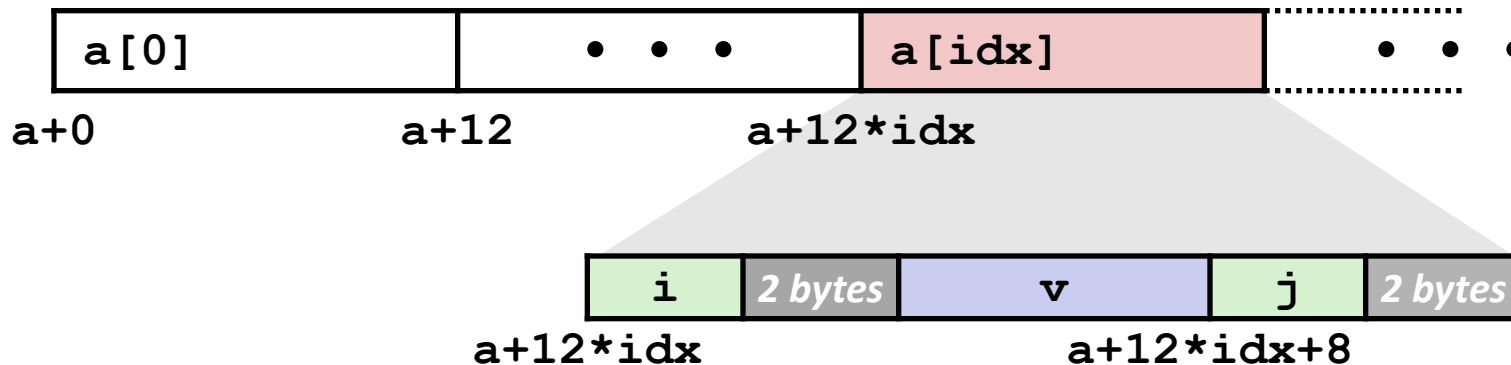 a[0] • • • a[idx] • • •
a+0 a+12 a+12*idx
i 2 bytes v j 2 bytes
a+12*idx a+12*idx+8